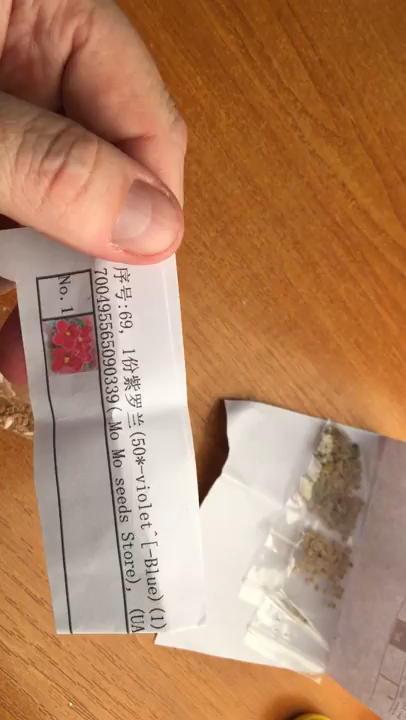 序号:69, 1份紫罗兰(50*-violet^[-Blue)(1)
700495565090339( Mo Mo seeds Store), (UA
No. 1